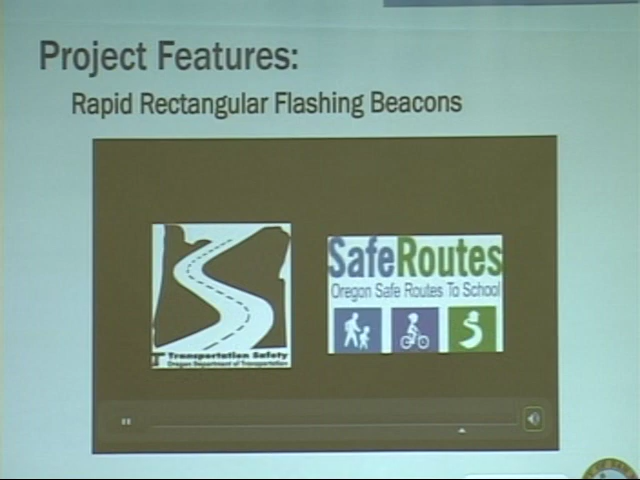 Project Features:
Rapid Rectangular Flashing Beacons
SafeRoutes
Oregon Safe Routes To School
Transportation Safety
Oregon Department of Transportation